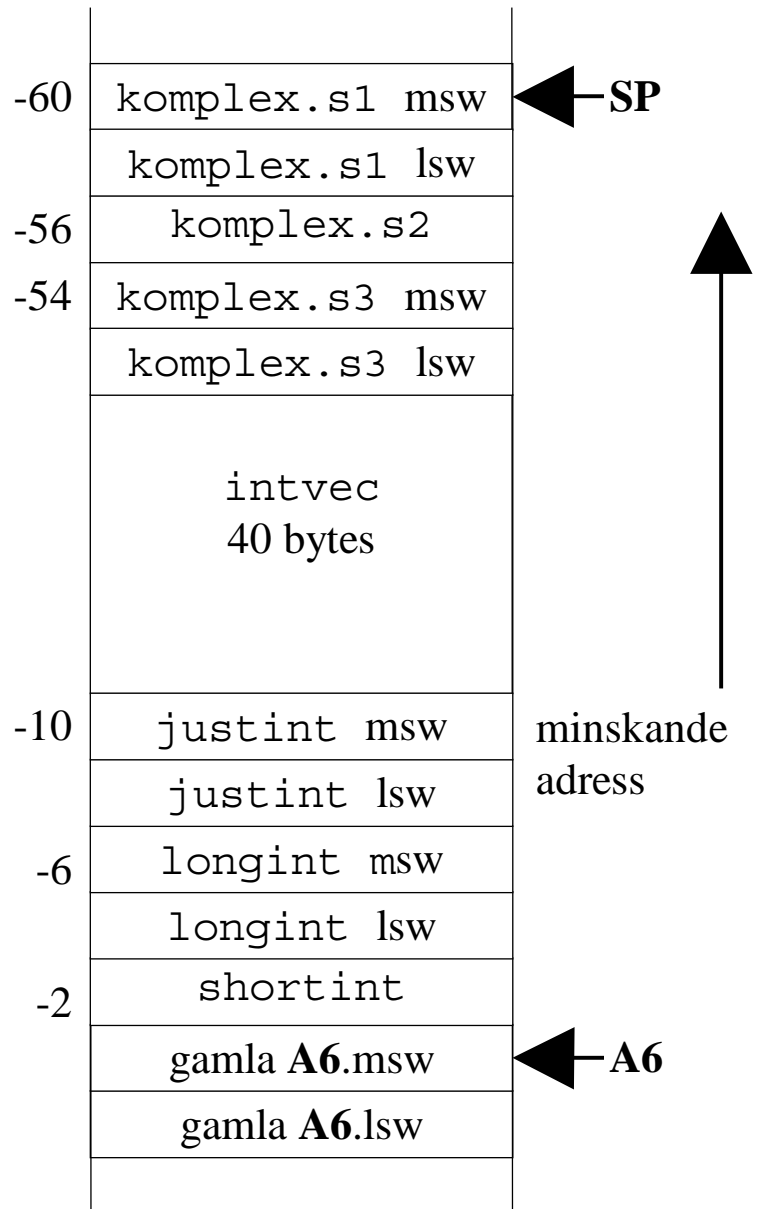 -60 komplex.s1 msw SP
komplex.s1 lsw
-56 komplex.s2
-54 komplex.s3 msw
komplex.s3 lsw
intvec
40 bytes
-10 justint msw minskande
justint lsw adress
-6 longint msw
longint lsw
-2 shortint
gamla A6.msw A6
gamla A6.lsw